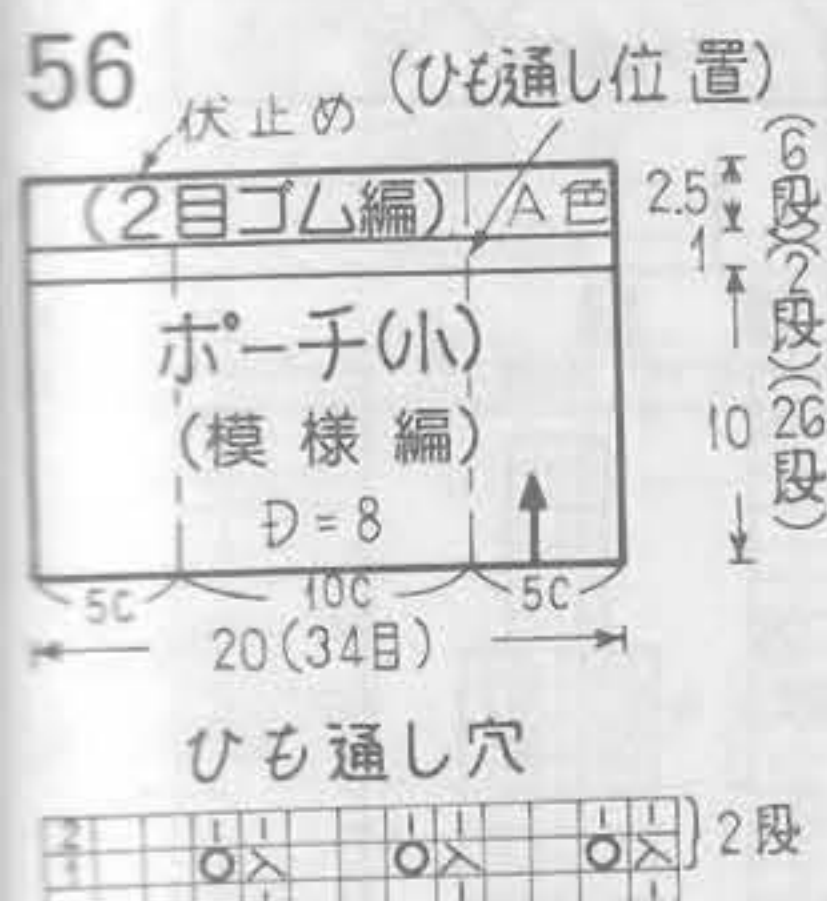 56
(ひも通し位置)
伏止め
(2目ゴム編) A色
2.5 (6段)
1 (2段)
ポーチ(小)
(模様編)
10 (26段)
D=8
5C 10C 5C
20(34目)
ひも通し穴
2
1
2段